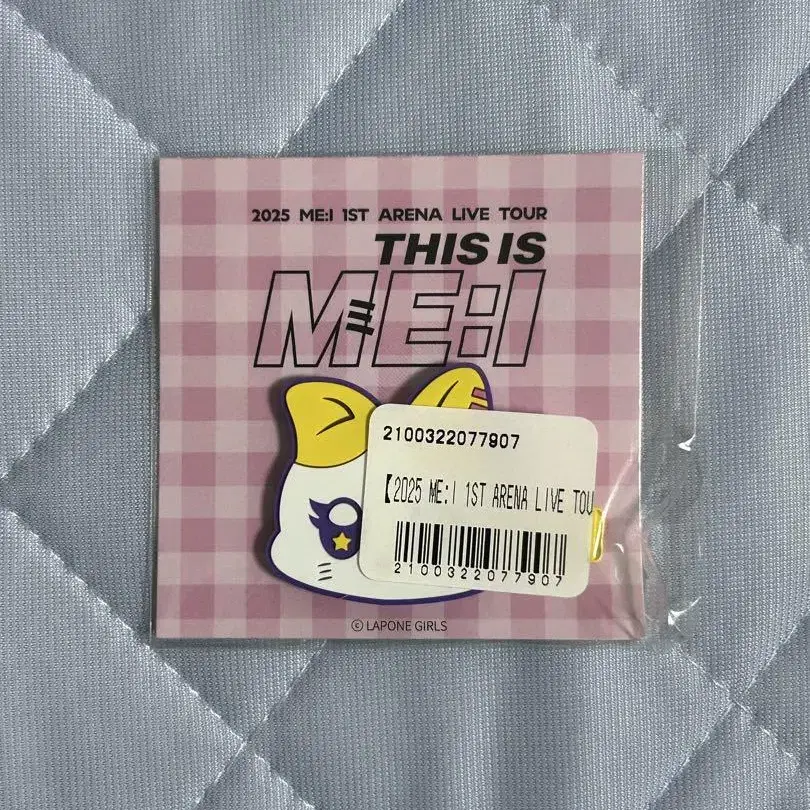 2025 ME:I 1ST ARENA LIVE TOUR
THIS IS
ME:I
2100322077907
【2025 ME:I 1ST ARENA LIVE TOU
2100322077907
© LAPONE GIRLS